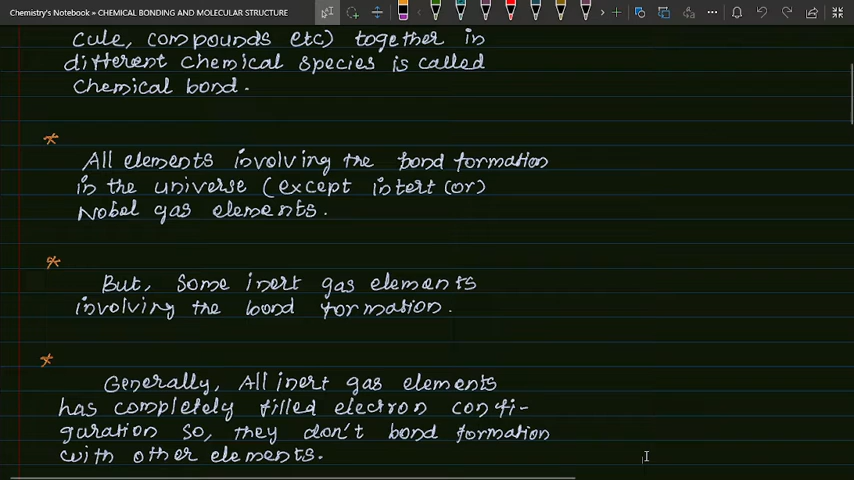 Chemistry's Notebook » CHEMICAL BONDING AND MOLECULAR STRUCTURE
cule, compounds etc) together in
different chemical species is called
chemical bond.
* All elements involving the bond formation
in the universe (except intert (or)
Nobel gas elements.
* But, Some inert gas elements
involving the bond formation.
* Generally, All inert gas elements
has completely filled electron confi-
guration so, they don't bond formation
with other elements.